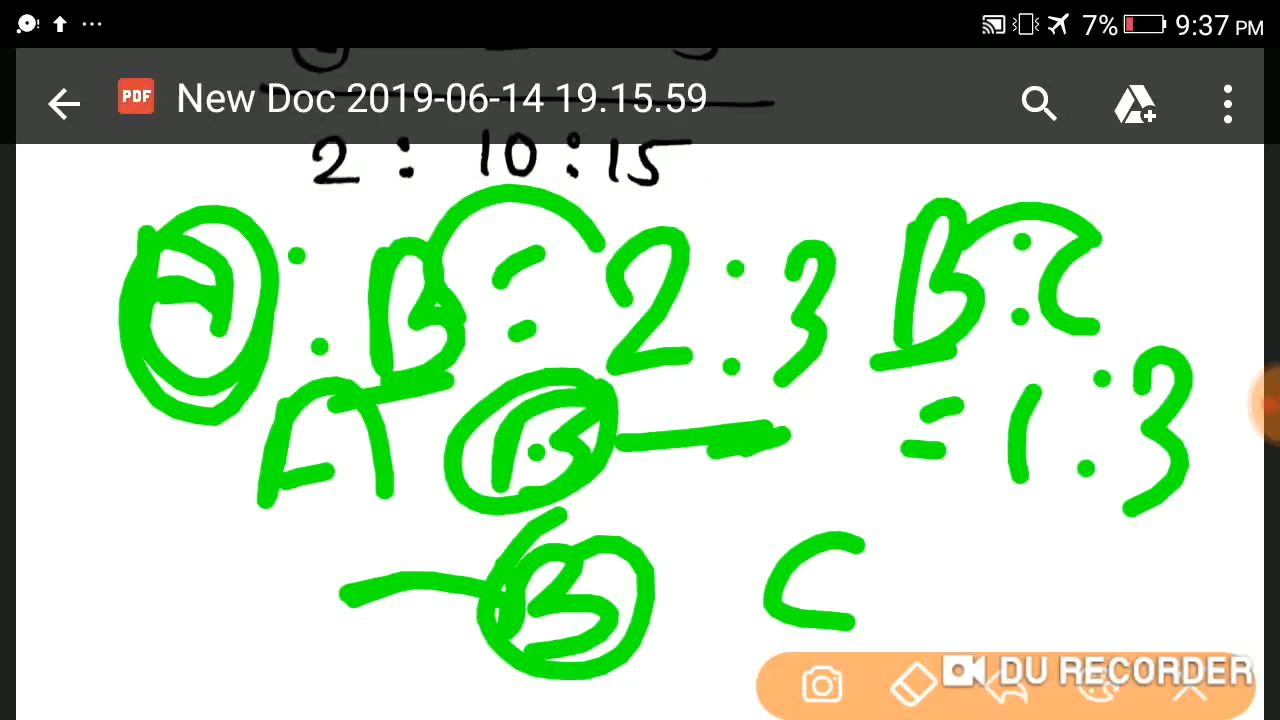 7% 9:37 PM
PDF New Doc 2019-06-14 19.15.59
2 : 10 : 15
A : B = 2 : 3 B : C
= 1 : 3
A B
B C
DU RECORDER